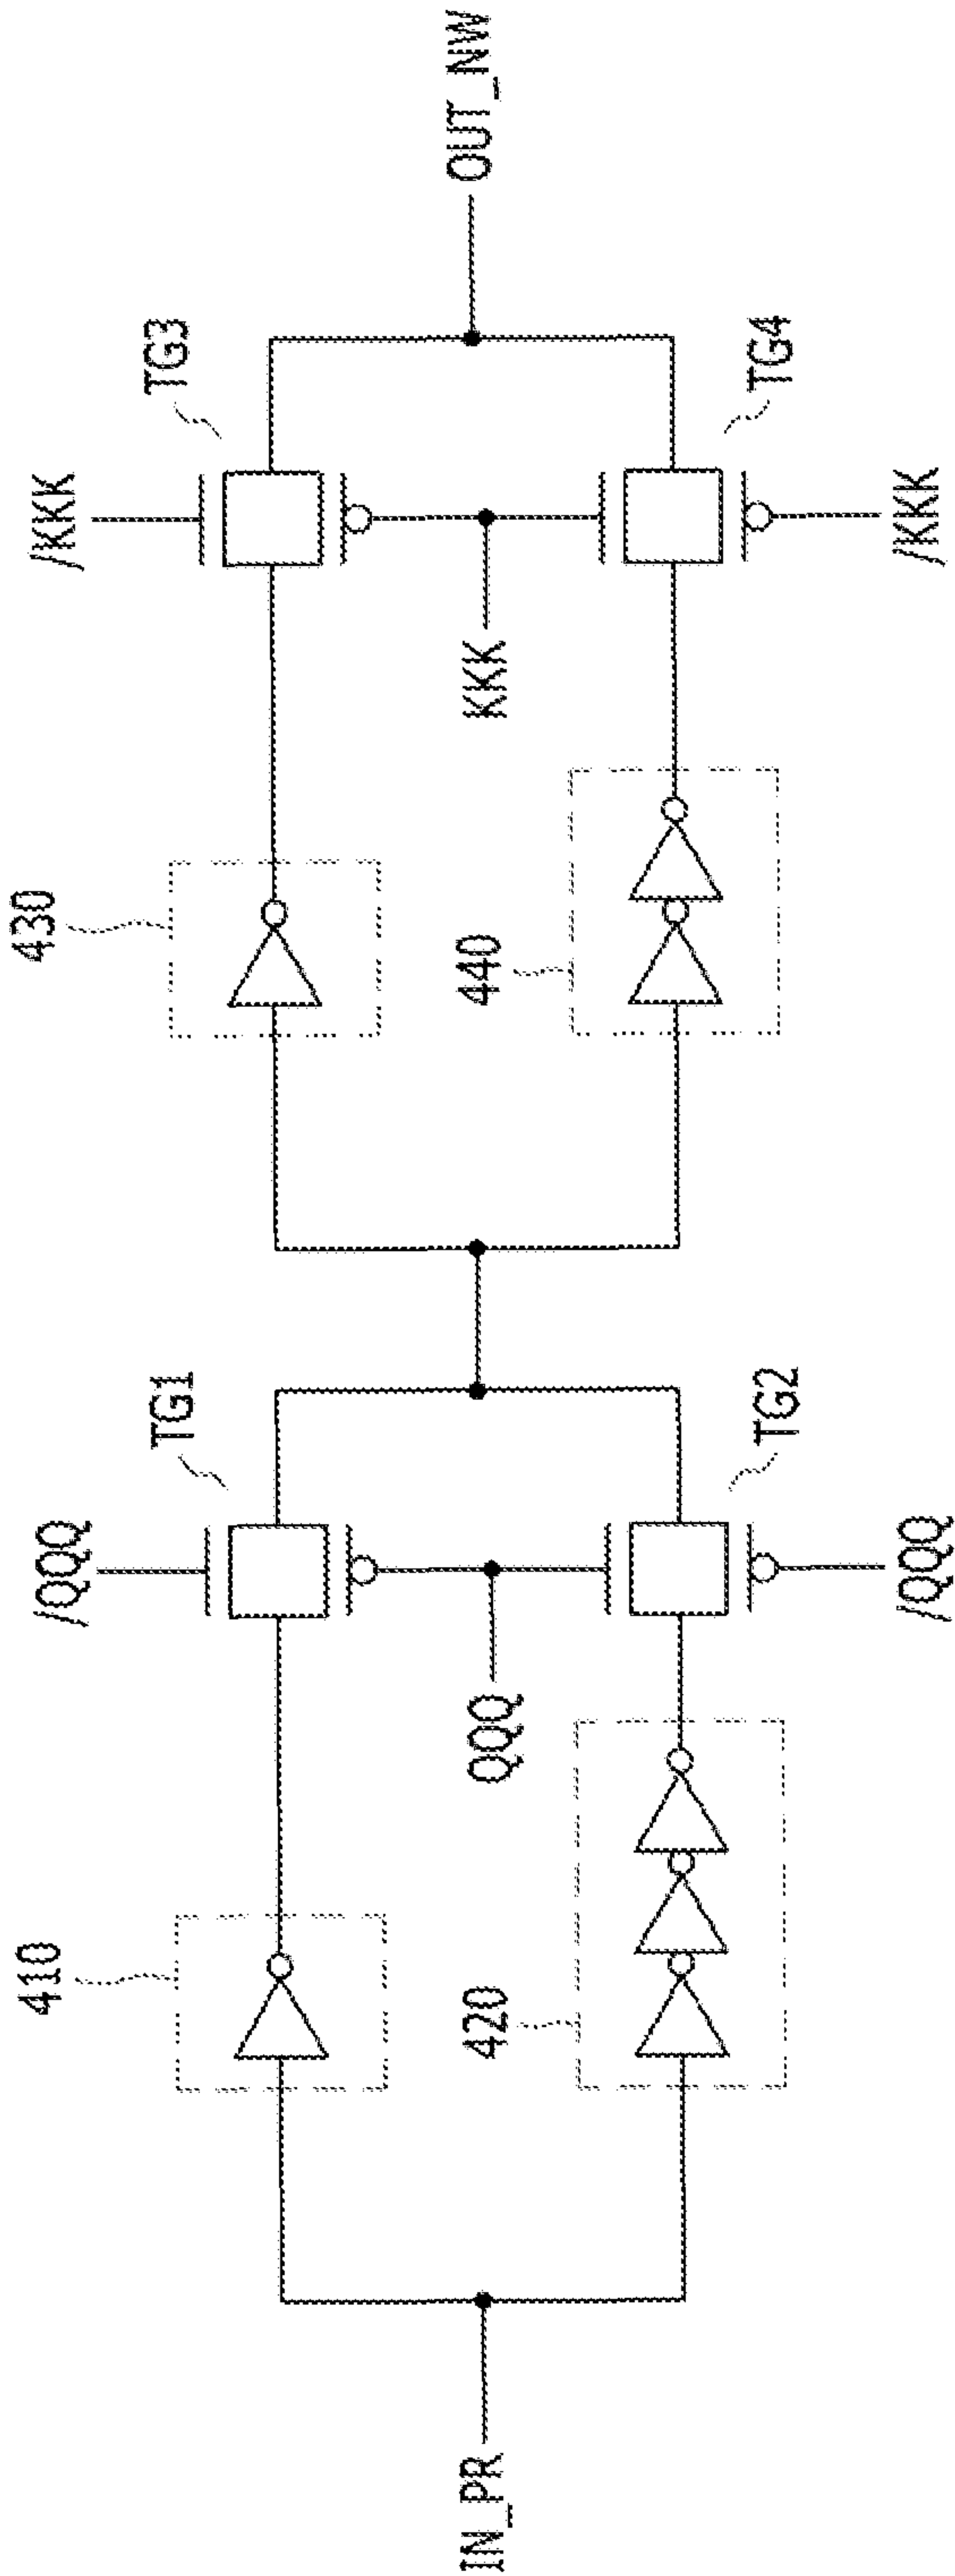 /QQQ
TG1
410
QQQ
420
TG2
/QQQ
IN_PR
/KKK
TG3
430
KKK
440
TG4
/KKK
OUT_NW